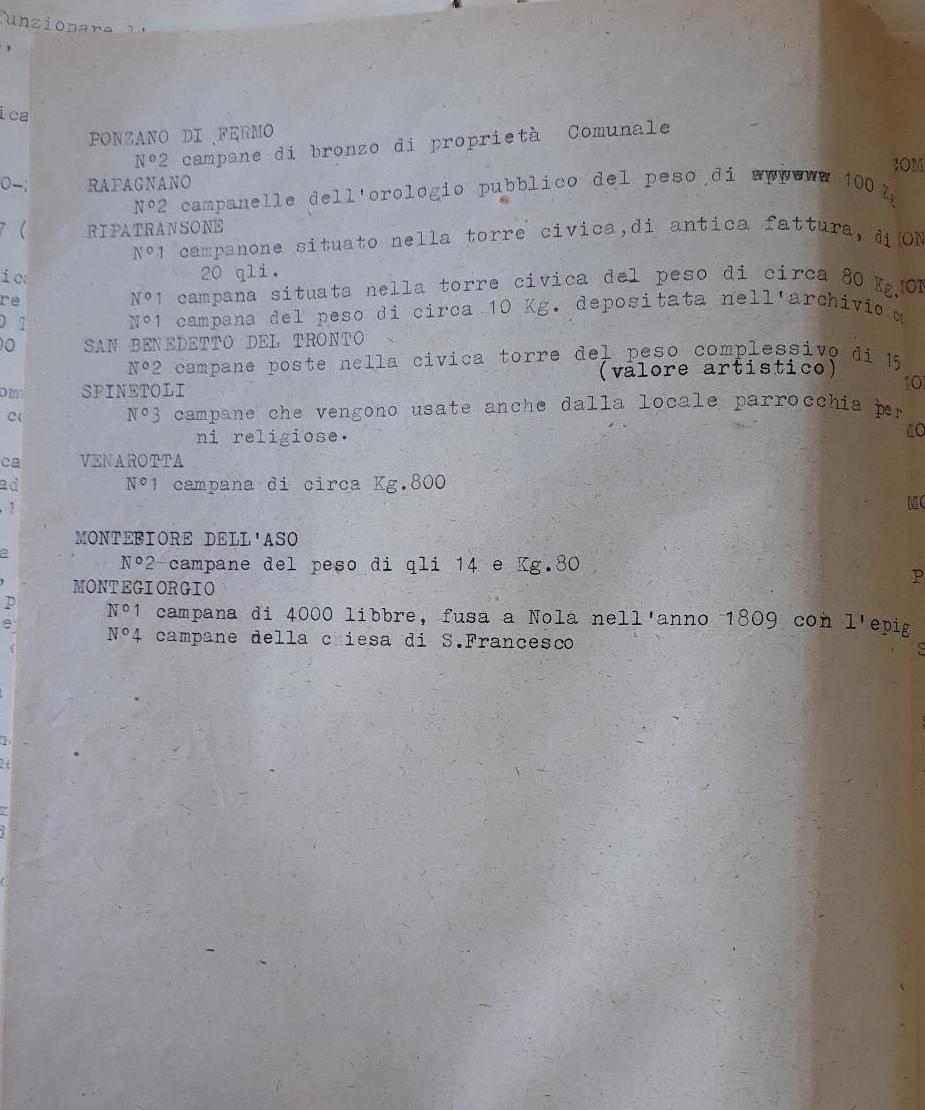 funzionare l'
PONZANO DI FERMO
N°2 campane di bronzo di proprietà Comunale
RAPAGNANO
N°2 campanelle dell'orologio pubblico del peso di 100 Kg
RIPATRANSONE
N°1 campanone situato nella torre civica,di antica fattura, di
20 qli.
N°1 campana situata nella torre civica del peso di circa 80 Kg.
N°1 campana del peso di circa 10 Kg. depositata nell'archivio
SAN BENEDETTO DEL TRONTO
N°2 campane poste nella civica torre del peso complessivo di 15
(valore artistico)
SPINETOLI
N°3 campane che vengono usate anche dalla locale parrocchia per
ni religiose.
VENAROTTA
N°1 campana di circa Kg.800
MONTEFIORE DELL'ASO
N°2 campane del peso di qli 14 e Kg.80
MONTEGIORGIO
N°1 campana di 4000 libbre, fusa a Nola nell'anno 1809 con l'epig
N°4 campane della c iesa di S.Francesco